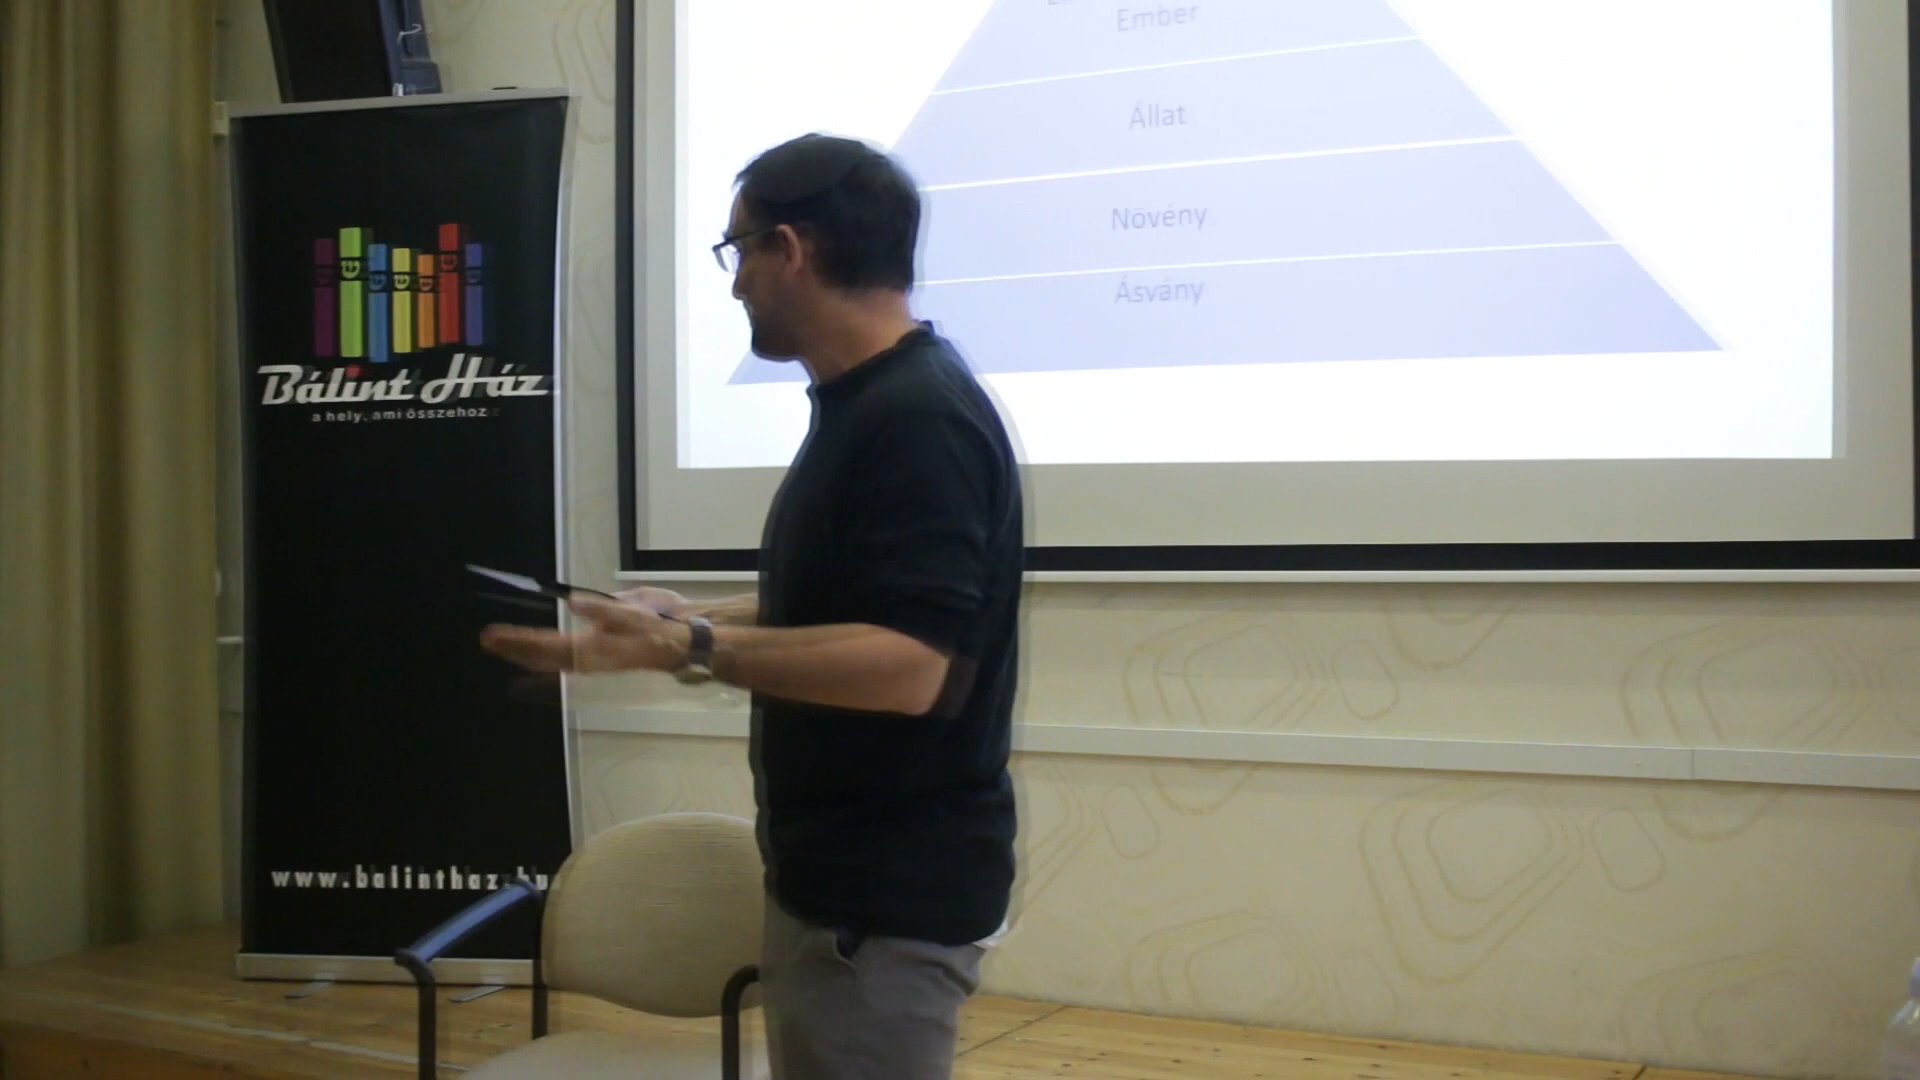 Ember
Állat
Növény
Ásvány
Bálint Ház
a hely, ami összehoz
www.balinthaz.hu